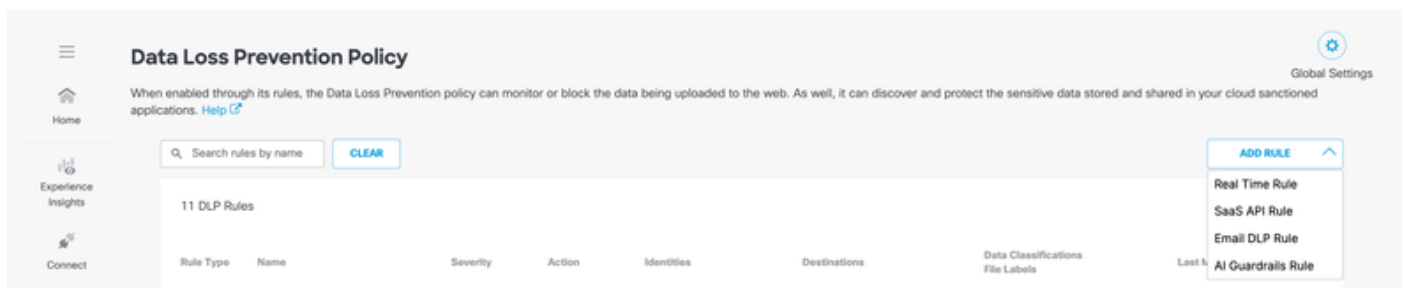 Data Loss Prevention Policy
Global Settings
When enabled through its rules, the Data Loss Prevention policy can monitor or block the data being uploaded to the web. As well, it can discover and protect the sensitive data stored and shared in your cloud sanctioned
applications. Help
Home
Experience
Insights
Connect
Search rules by name
CLEAR
ADD RULE
Real Time Rule
SaaS API Rule
Email DLP Rule
AI Guardrails Rule
11 DLP Rules
Rule Type Name Severity Action Identities Destinations Data Classifications
File Labels
Last